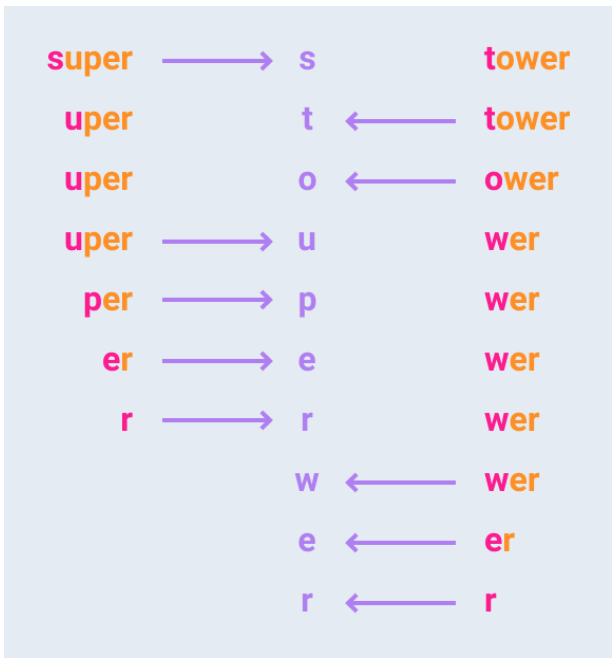 super s tower
uper t tower
uper o ower
uper u wer
per p wer
er e wer
r r wer
w wer
e er
r r